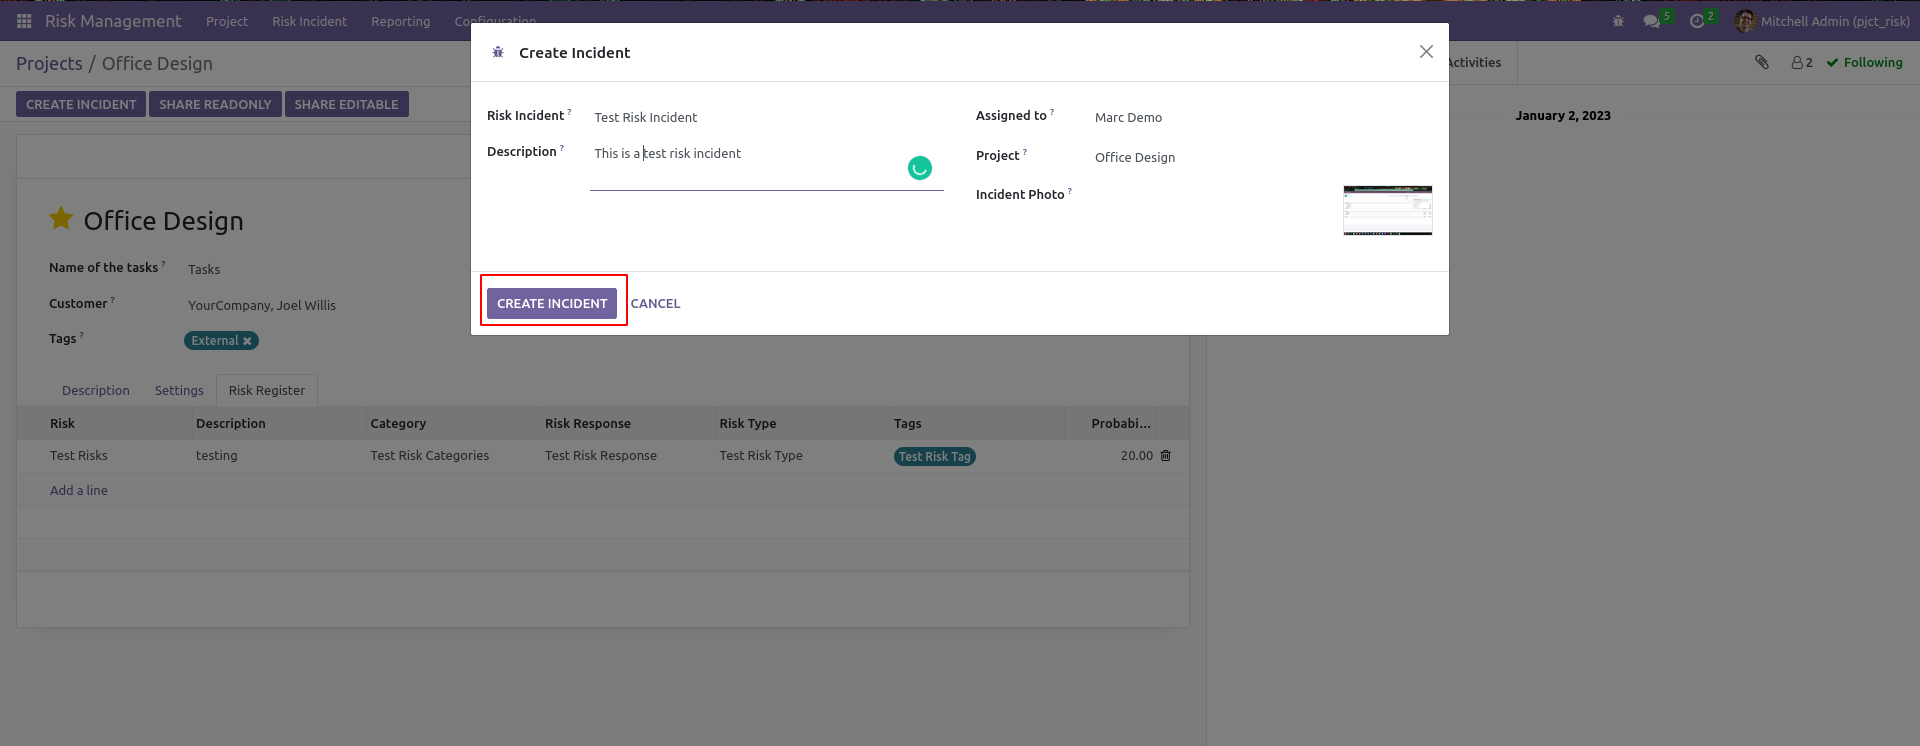 Risk Management Project Risk Incident Reporting Configuration 5 2 Mitchell Admin (pjct_risk)
Projects / Office Design
Activities 2 Following
CREATE INCIDENT SHARE READONLY SHARE EDITABLE
January 2, 2023
Create Incident
Risk Incident ? Test Risk Incident
Description ? This is a test risk incident
Assigned to ? Marc Demo
Project ? Office Design
Incident Photo ?
CREATE INCIDENT CANCEL
Office Design
Name of the tasks ? Tasks
Customer ? YourCompany, Joel Willis
Tags ? External
Description Settings Risk Register
Risk Description Category Risk Response Risk Type Tags Probabi...
Test Risks testing Test Risk Categories Test Risk Response Test Risk Type Test Risk Tag 20.00
Add a line